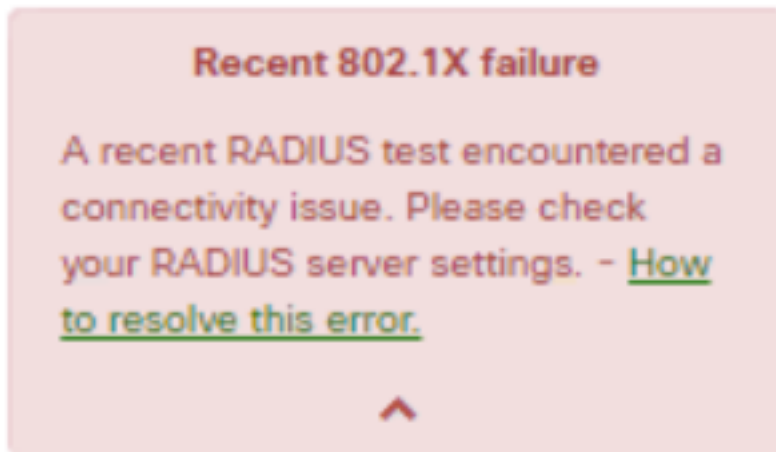 Recent 802.1X failure
A recent RADIUS test encountered a
connectivity issue. Please check
your RADIUS server settings. - How
to resolve this error.